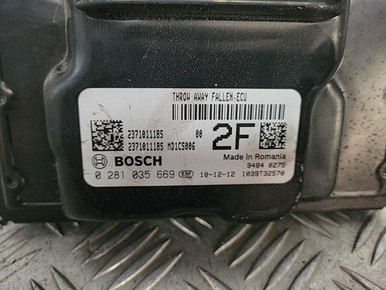 THROW AWAY FALLEN-ECU
237101118S 00 2F
237101118S MD1CS006
BOSCH Made in Romania
9484 0275
0 281 035 669 18-12-12 1039T32570